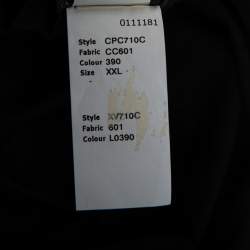 0111181
Style CPC710C
Fabric CC601
Colour 390
Size XXL
Style XV710C
Fabric 601
Colour L0390